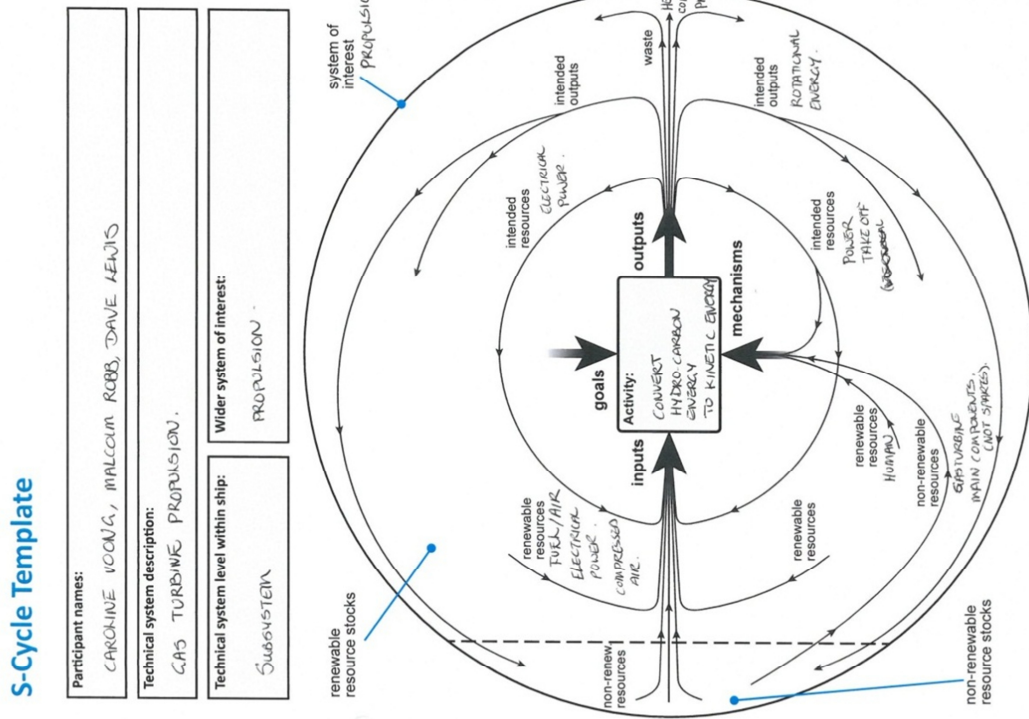 S-Cycle Template
Participant names:
CAROLINE VOONG, MALCOLM ROBB, DAVE LEWIS
Technical system description:
GAS TURBINE PROPULSION.
Technical system level within ship:
SUBSYSTEM
Wider system of interest:
PROPULSION.
renewable
resource stocks
system of
interest
intended
outputs
waste
intended
resources
ELECTRICAL
POWER.
renewable
resources
FUEL/AIR
ELECTRICAL
POWER.
COMPRESSED
AIR.
goals
inputs
Activity:
CONVERT
HYDRO-CARBON
ENERGY
TO KINETIC ENERGY
outputs
mechanisms
non-renew.
resources
renewable
resources
renewable
resources
HUMAN
non-renewable
resources
GAS TURBINE
MAIN COMPONENTS.
(NOT SPARES).
intended
resources
POWER
TAKE OFF
intended
outputs
ROTATIONAL
ENERGY.
non-renewable
resource stocks